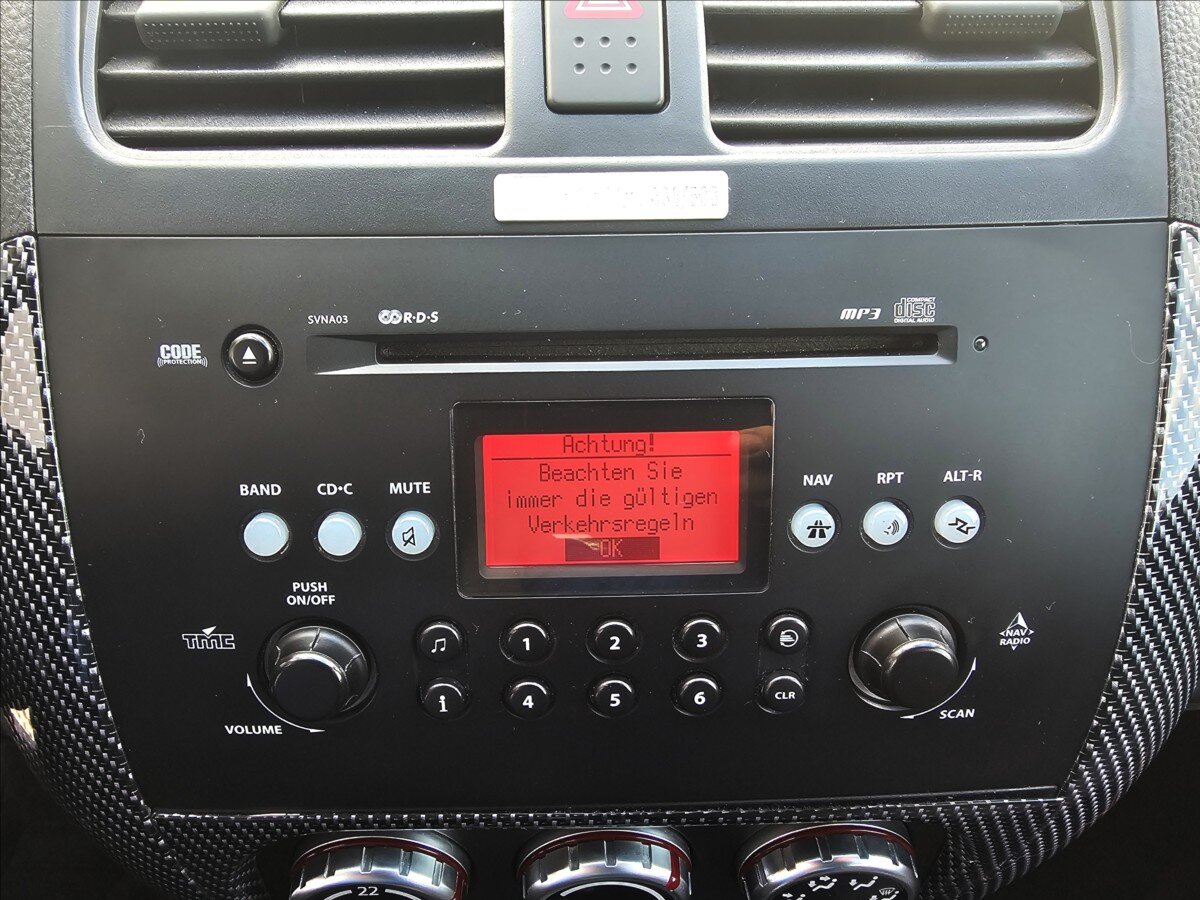 SVNA03
R·D·S
MP3
COMPACT
disc
DIGITAL AUDIO
CODE
PROTECTION
Achtung!
Beachten Sie
immer die gültigen
Verkehrsregeln
OK
BAND
CD•C
MUTE
NAV
RPT
ALT-R
PUSH
ON/OFF
TMC
1
2
3
NAV
RADIO
i
4
5
6
CLR
VOLUME
SCAN
22